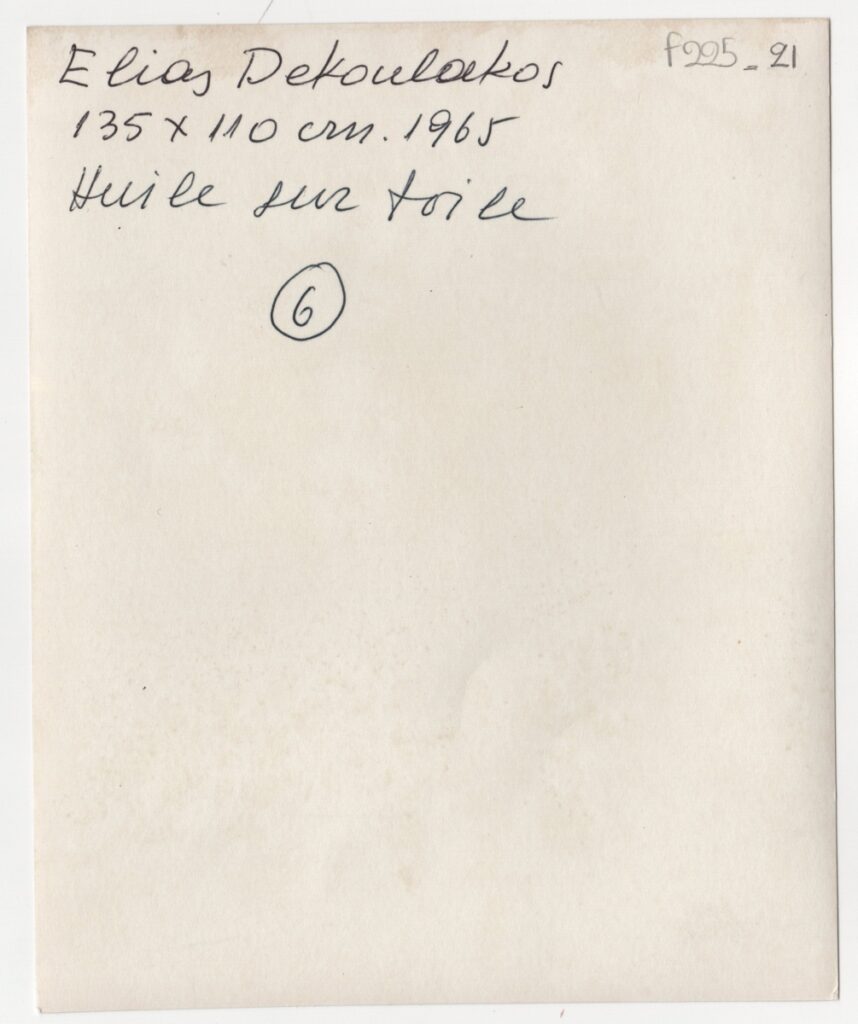 Elias Dekoulakos
f225_21
135 x 110 cm. 1965
Huile sur toile
6